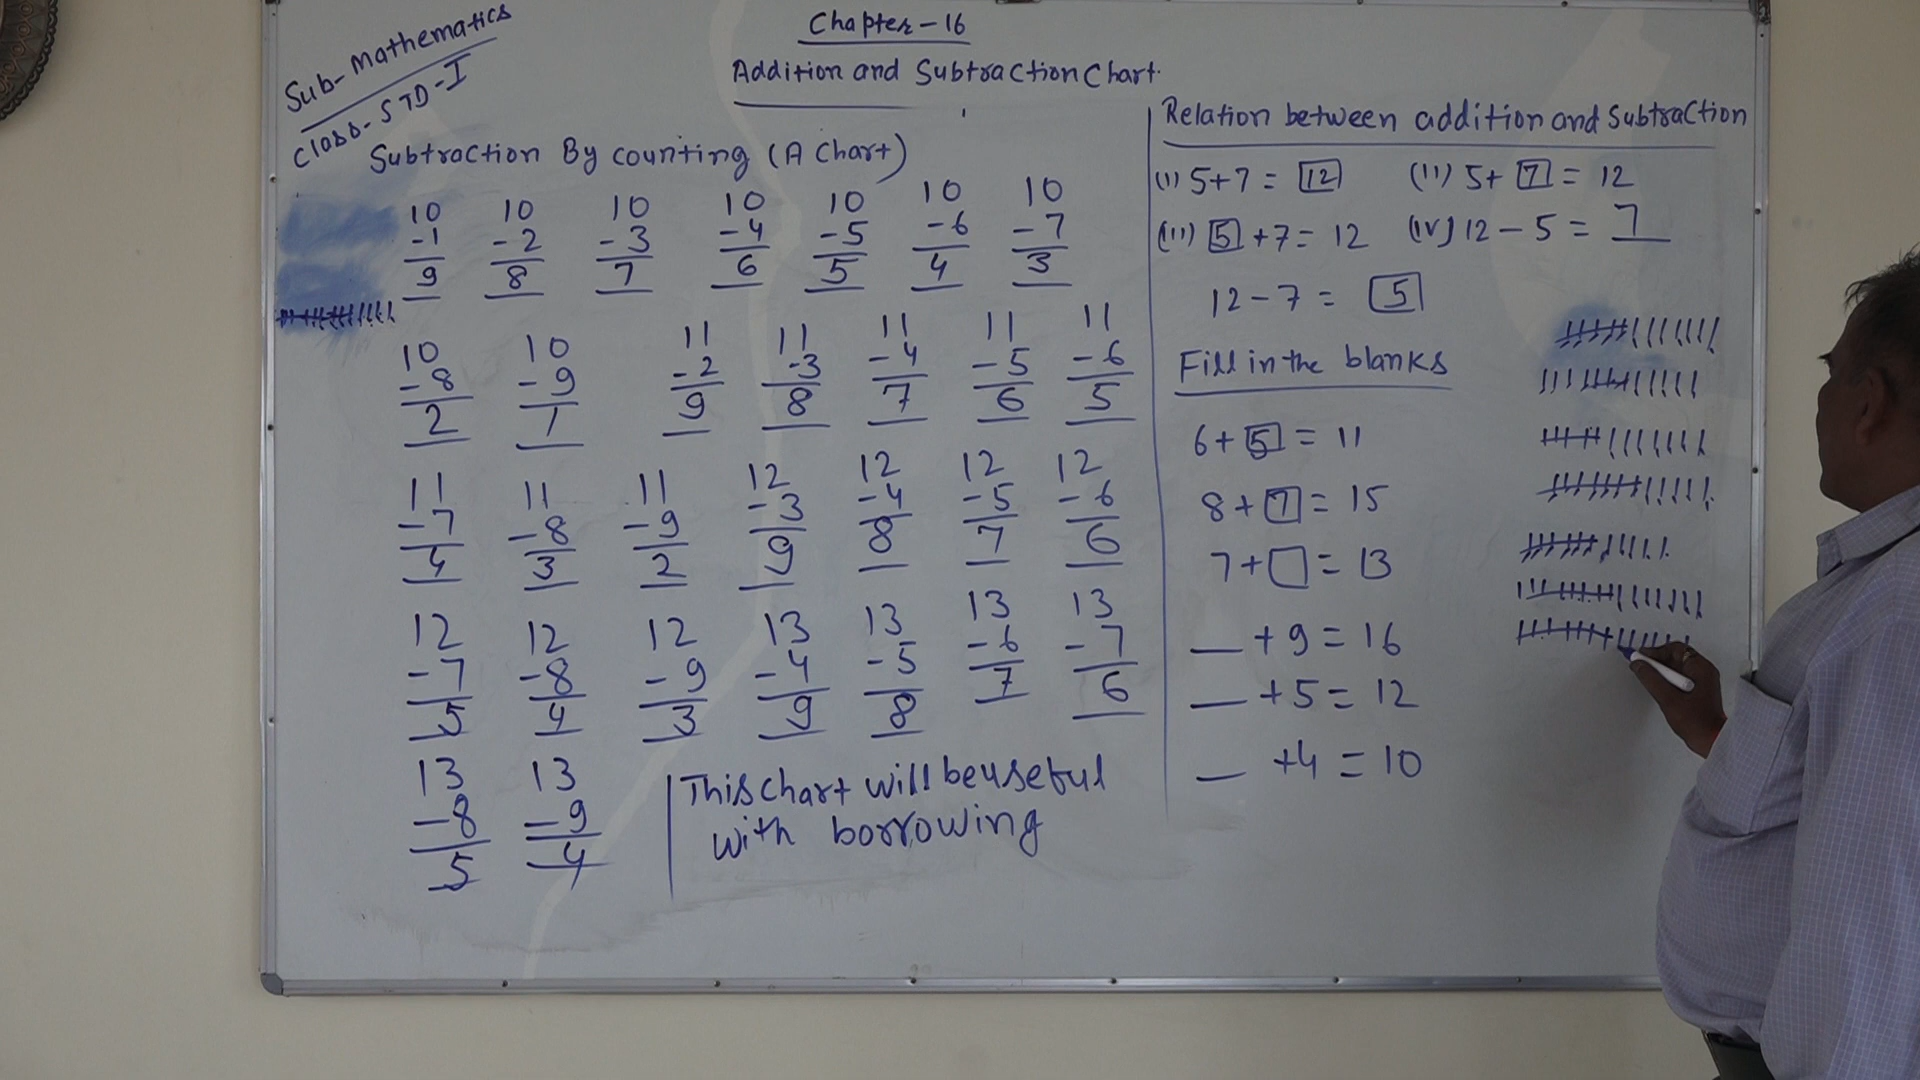 Sub-Mathematics
Class-STD-I
Chapter-16
Addition and Subtraction Chart.
Subtraction By counting (A Chart)
10 10 10 10 10 10 10
-1 -2 -3 -4 -5 -6 -7
9 8 7 6 5 4 3
10 10 11 11 11 11 11
-8 -9 -2 -3 -4 -5 -6
2 1 9 8 7 6 5
11 11 11 12 12 12 12
-7 -8 -9 -3 -4 -5 -6
4 3 2 9 8 7 6
12 12 12 13 13 13 13
-7 -8 -9 -4 -5 -6 -7
5 4 3 9 8 7 6
13 13
-8 -9
5 4
This chart will be useful
with borrowing
Relation between addition and Subtraction
(I) 5+7 = 12 (II) 5+ 7 = 12
(III) 5 +7 = 12 (IV) 12 - 5 = 7
12 - 7 = 5
Fill in the blanks
6 + 5 = 11
8 + 7 = 15
7 + □ = 13
__ + 9 = 16
__ + 5 = 12
__ +4 = 10